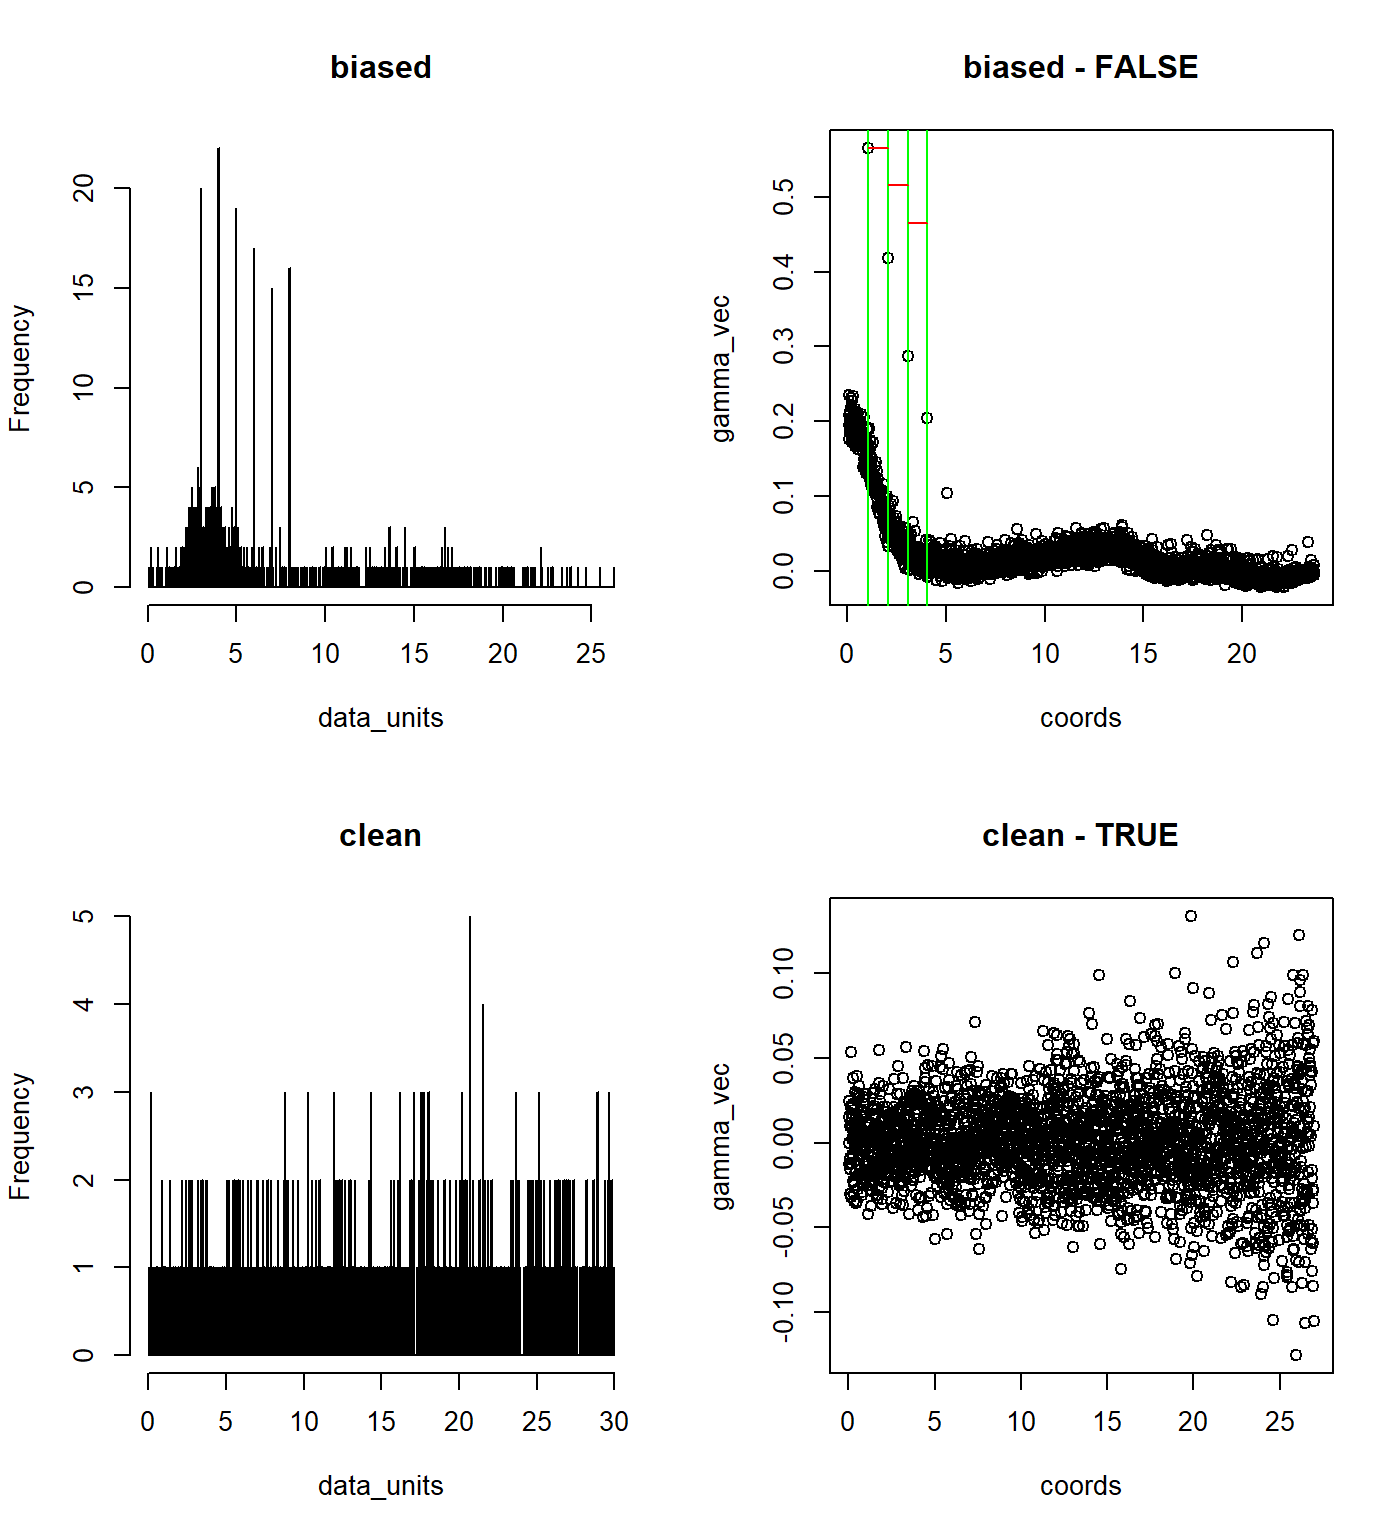 biased
Frequency
0 5 10 15 20
0 5 10 15 20 25
data_units
biased - FALSE
gamma_vec
0.0 0.1 0.2 0.3 0.4 0.5
0 5 10 15 20
coords
clean
Frequency
0 1 2 3 4 5
0 5 10 15 20 25 30
data_units
clean - TRUE
gamma_vec
-0.10 -0.05 0.00 0.05 0.10
0 5 10 15 20 25
coords